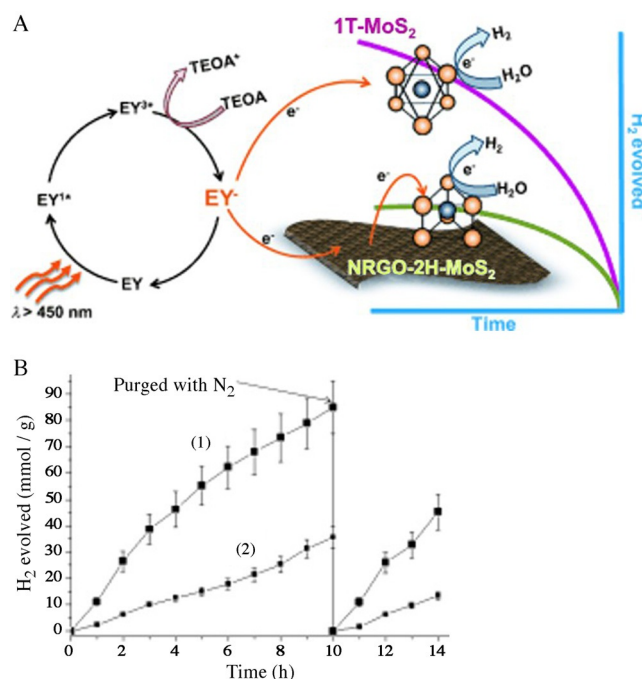 A
1T-MoS2
H2
TEOA+
e-
H2O
TEOA
EY3*
e-
H2
e-
e-
H2O
EY1*
EY-
e-
H2 evolved
NRGO-2H-MoS2
EY
λ > 450 nm
Time
B
Purged with N2
90
80
70
60
50
40
30
20
10
0
H2 evolved (mmol / g)
(1)
(2)
0 2 4 6 8 10 12 14
Time (h)